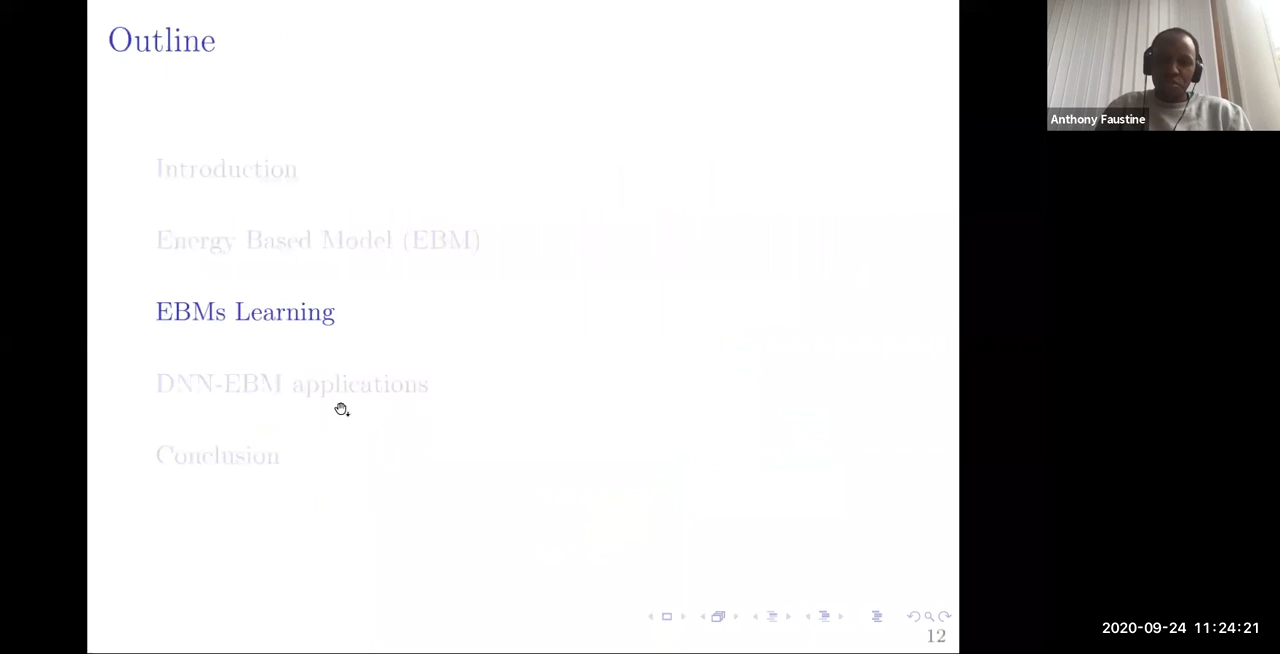 Outline
Anthony Faustine
Introduction
Energy Based Model (EBM)
EBMs Learning
DNN-EBM applications
Conclusion
12
2020-09-24 11:24:21